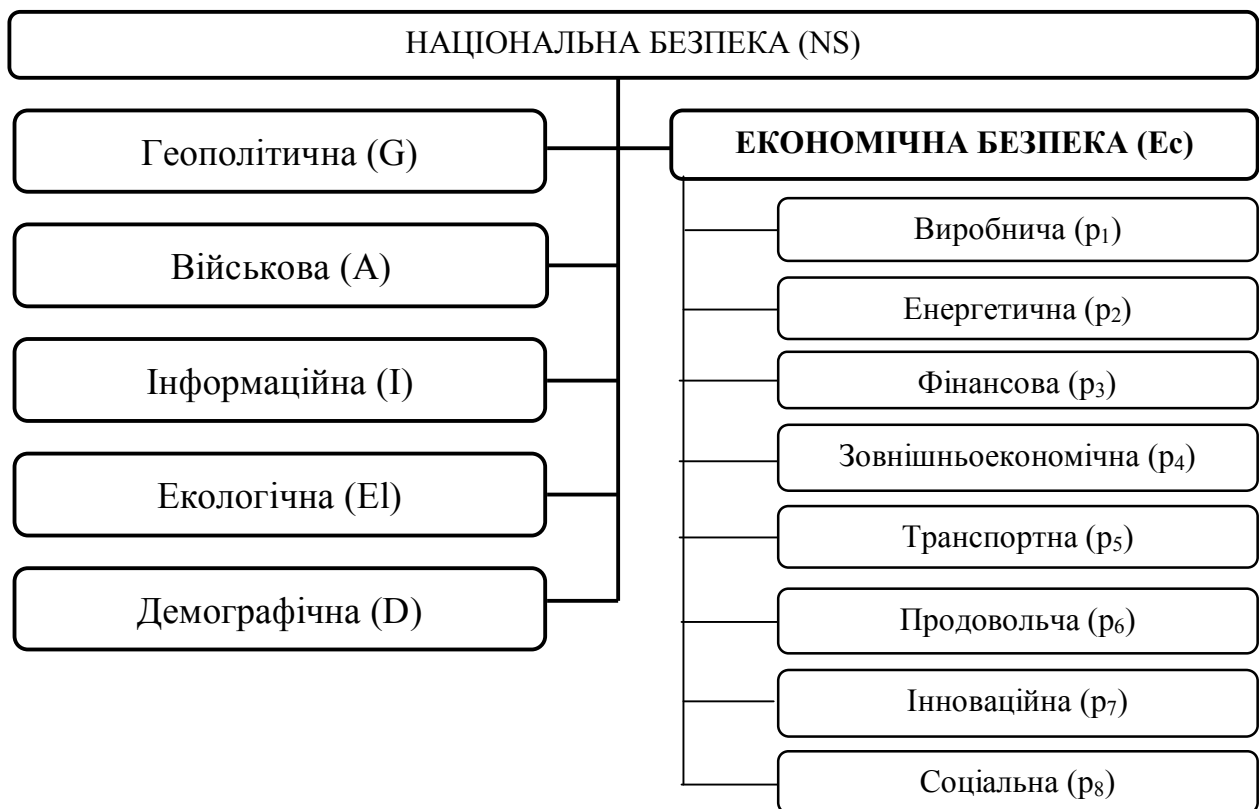 НАЦІОНАЛЬНА БЕЗПЕКА (NS)
Геополітична (G)
Військова (A)
Інформаційна (I)
Екологічна (El)
Демографічна (D)
ЕКОНОМІЧНА БЕЗПЕКА (Ec)
Виробнича (p₁)
Енергетична (p₂)
Фінансова (p₃)
Зовнішньоекономічна (p₄)
Транспортна (p₅)
Продовольча (p₆)
Інноваційна (p₇)
Соціальна (p₈)